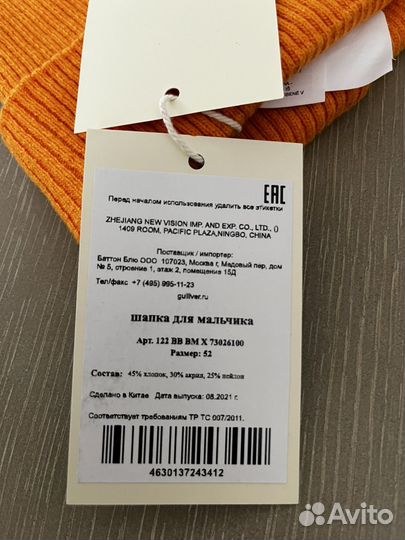 EAC
Перед началом использования удалить все этикетки
ZHEJIANG NEW VISION IMP. AND EXP. CO., LTD., ()
1409 ROOM, PACIFIC PLAZA,NINGBO, CHINA
Поставщик / импортер:
Баттон Блю ООО 107023, Москва г, Медовый пер, дом
№ 5, строение 1, этаж 2, помещение 15Д
Тел/факс +7 (495) 995-11-23
gulliver.ru
шапка для мальчика
Арт. 122 BB BM X 73026100
Размер: 52
Состав: 45% хлопок, 30% акрил, 25% нейлон
Сделано в Китае Дата выпуска: 08.2021 г.
Соответствует требованиям ТР ТС 007/2011.
4630137243412
Avito